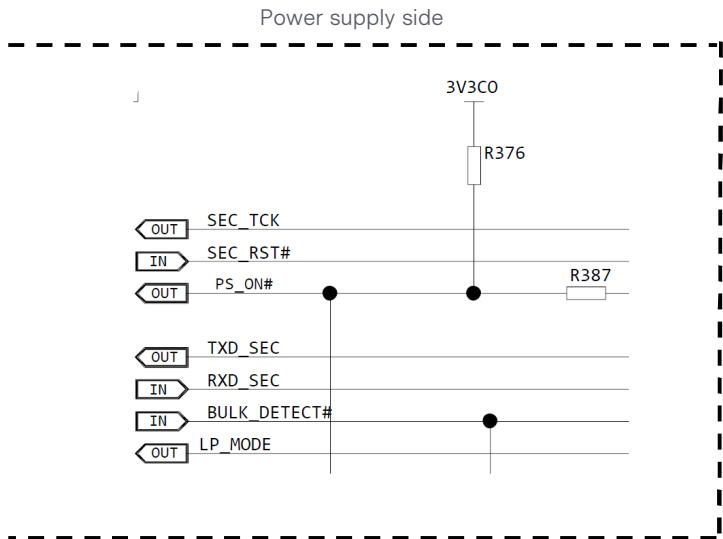 Power supply side
3V3CO
R376
OUT SEC_TCK
IN SEC_RST#
OUT PS_ON# R387
OUT TXD_SEC
IN RXD_SEC
IN BULK_DETECT#
OUT LP_MODE